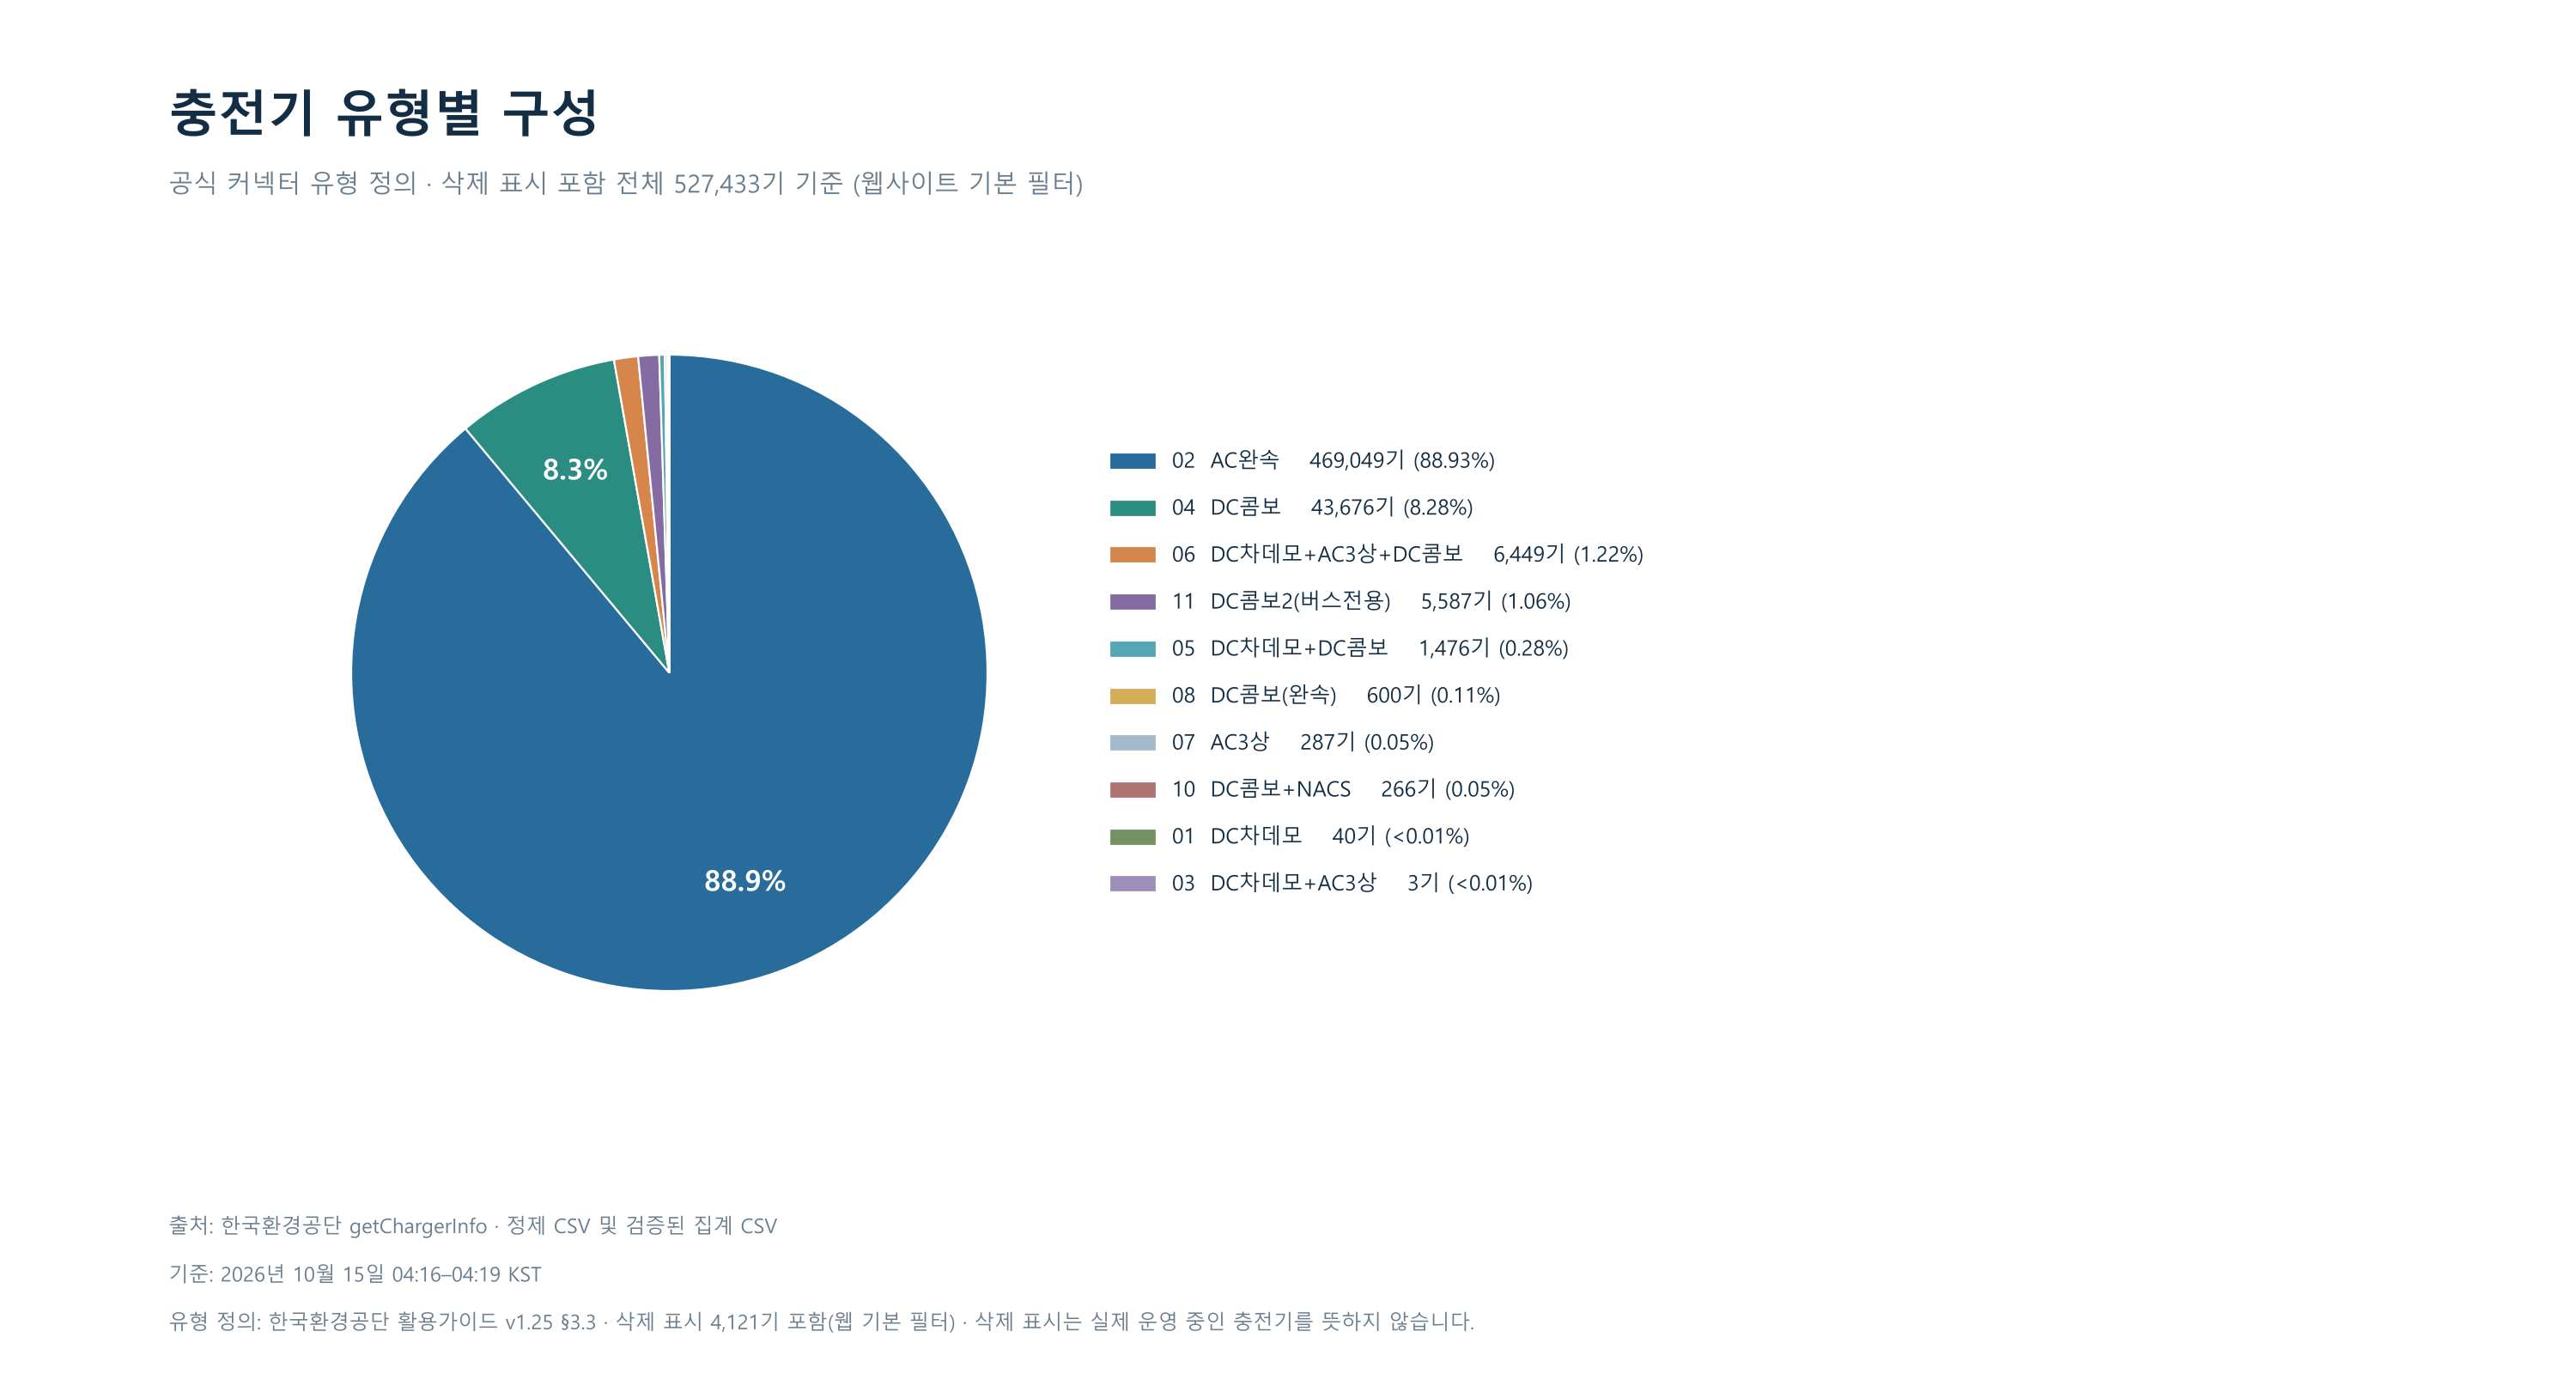 충전기 유형별 구성
공식 커넥터 유형 정의 · 삭제 표시 포함 전체 527,433기 기준 (웹사이트 기본 필터)
8.3%
88.9%
02 AC완속 469,049기 (88.93%)
04 DC콤보 43,676기 (8.28%)
06 DC차데모+AC3상+DC콤보 6,449기 (1.22%)
11 DC콤보2(버스전용) 5,587기 (1.06%)
05 DC차데모+DC콤보 1,476기 (0.28%)
08 DC콤보(완속) 600기 (0.11%)
07 AC3상 287기 (0.05%)
10 DC콤보+NACS 266기 (0.05%)
01 DC차데모 40기 (<0.01%)
03 DC차데모+AC3상 3기 (<0.01%)
출처: 한국환경공단 getChargerInfo · 정제 CSV 및 검증된 집계 CSV
기준: 2026년 10월 15일 04:16–04:19 KST
유형 정의: 한국환경공단 활용가이드 v1.25 §3.3 · 삭제 표시 4,121기 포함(웹 기본 필터) · 삭제 표시는 실제 운영 중인 충전기를 뜻하지 않습니다.